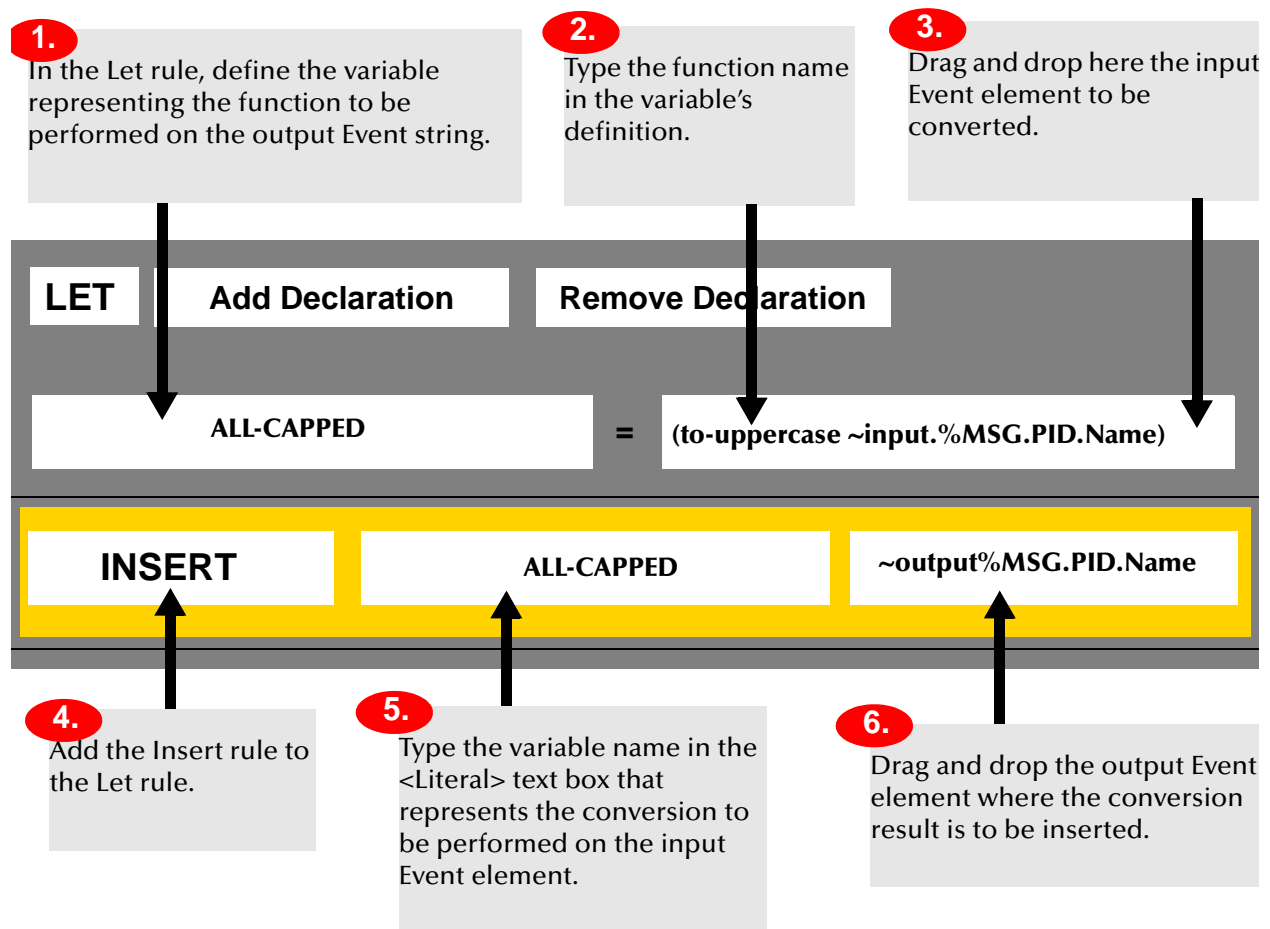 1.
In the Let rule, define the variable
representing the function to be
performed on the output Event string.
2.
Type the function name
in the variable's
definition.
3.
Drag and drop here the input
Event element to be
converted.
LET Add Declaration Remove Declaration
ALL-CAPPED = (to-uppercase ~input.%MSG.PID.Name)
INSERT ALL-CAPPED ~output%MSG.PID.Name
4.
Add the Insert rule to
the Let rule.
5.
Type the variable name in the
<Literal> text box that
represents the conversion to
be performed on the input
Event element.
6.
Drag and drop the output Event
element where the conversion
result is to be inserted.